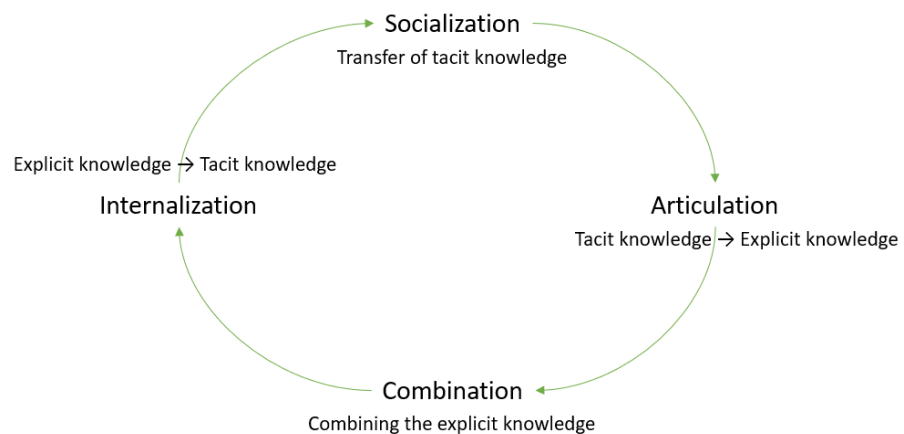 Socialization
Transfer of tacit knowledge
Explicit knowledge → Tacit knowledge
Internalization
Articulation
Tacit knowledge → Explicit knowledge
Combination
Combining the explicit knowledge